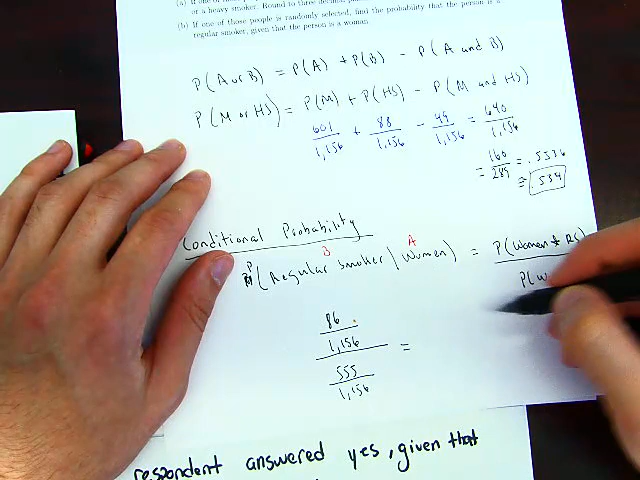 or a heavy smoker. Round to three decimal
(b) If one of those people is randomly selected, find the probability that the person is a
regular smoker, given that the person is a woman.
P(A or B) = P(A) + P(B) - P(A and B)
P(M or HS) = P(M) + P(HS) - P(M and HS)
601/1,156 + 88/1,156 - 49/1,156 = 640/1,156
= 160/289 = .5536
≅ .534
Conditional Probability
B A
P(Regular Smoker | Women) = P(Women & RS)
P(W
86/1,156
555/1,156 =
respondent answered yes, given that